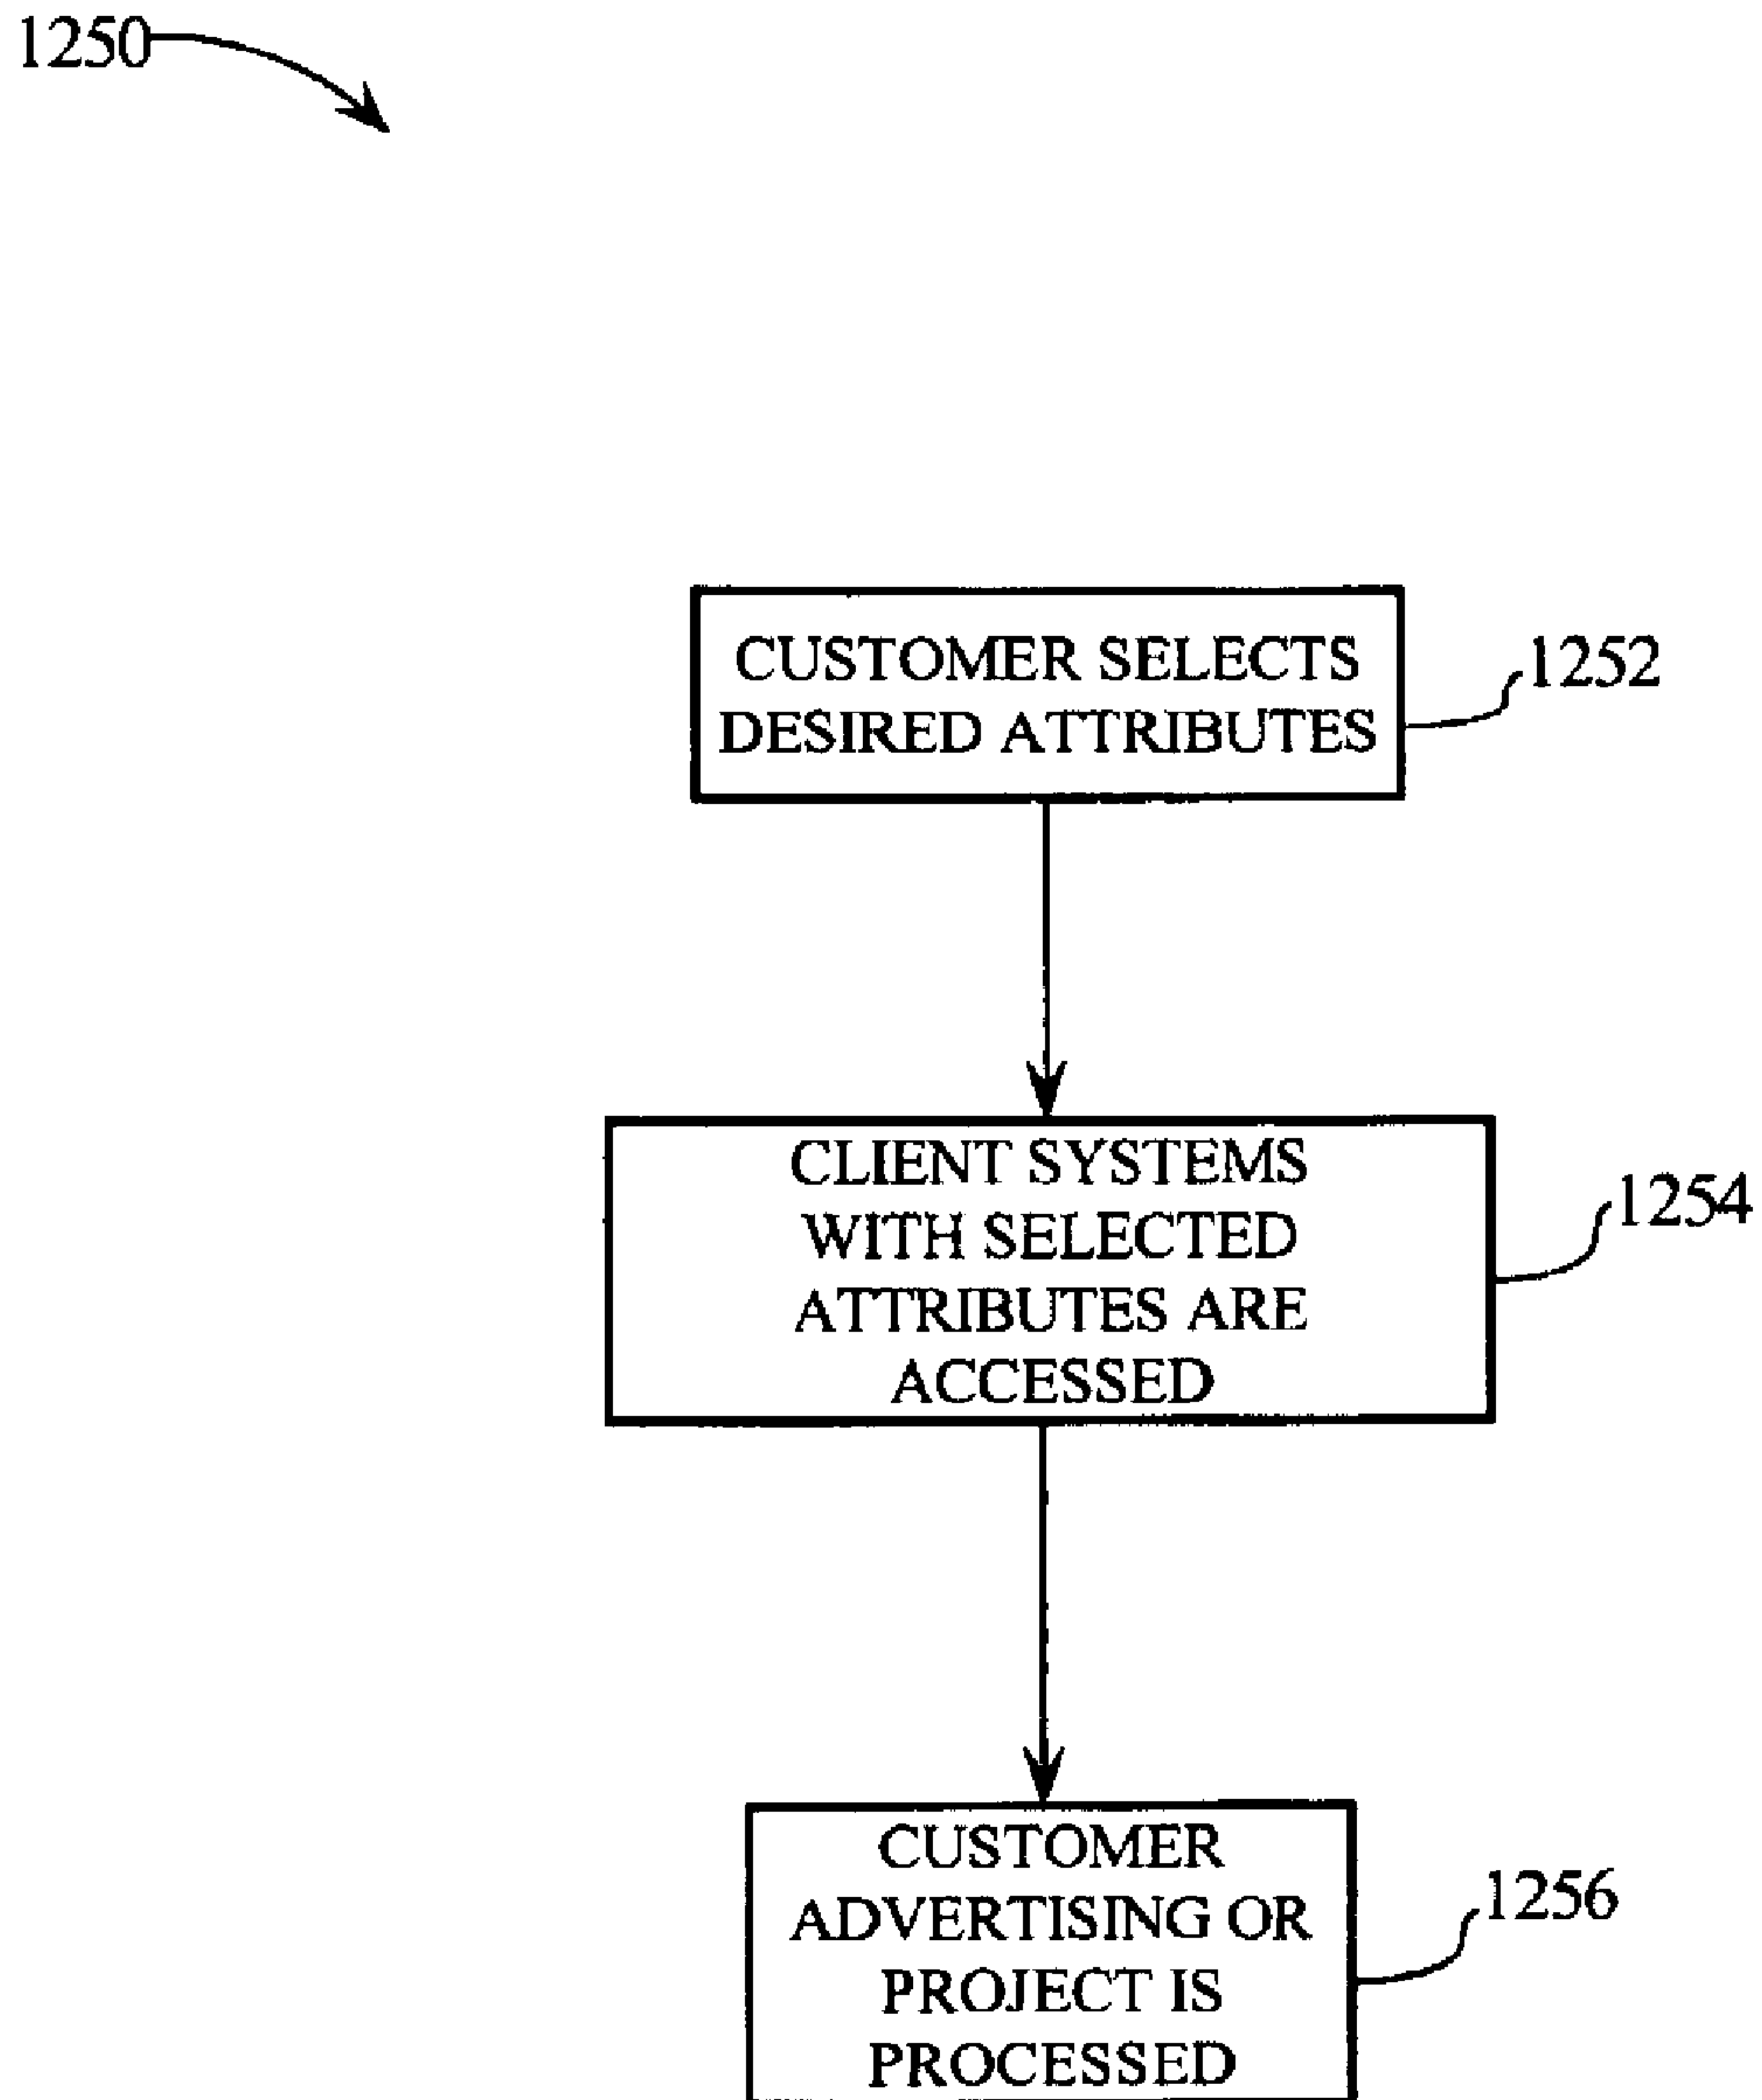 1250
CUSTOMER SELECTS
DESIRED ATTRIBUTES
1252
CLIENT SYSTEMS
WITH SELECTED
ATTRIBUTES ARE
ACCESSED
1254
CUSTOMER
ADVERTISING OR
PROJECT IS
PROCESSED
1256